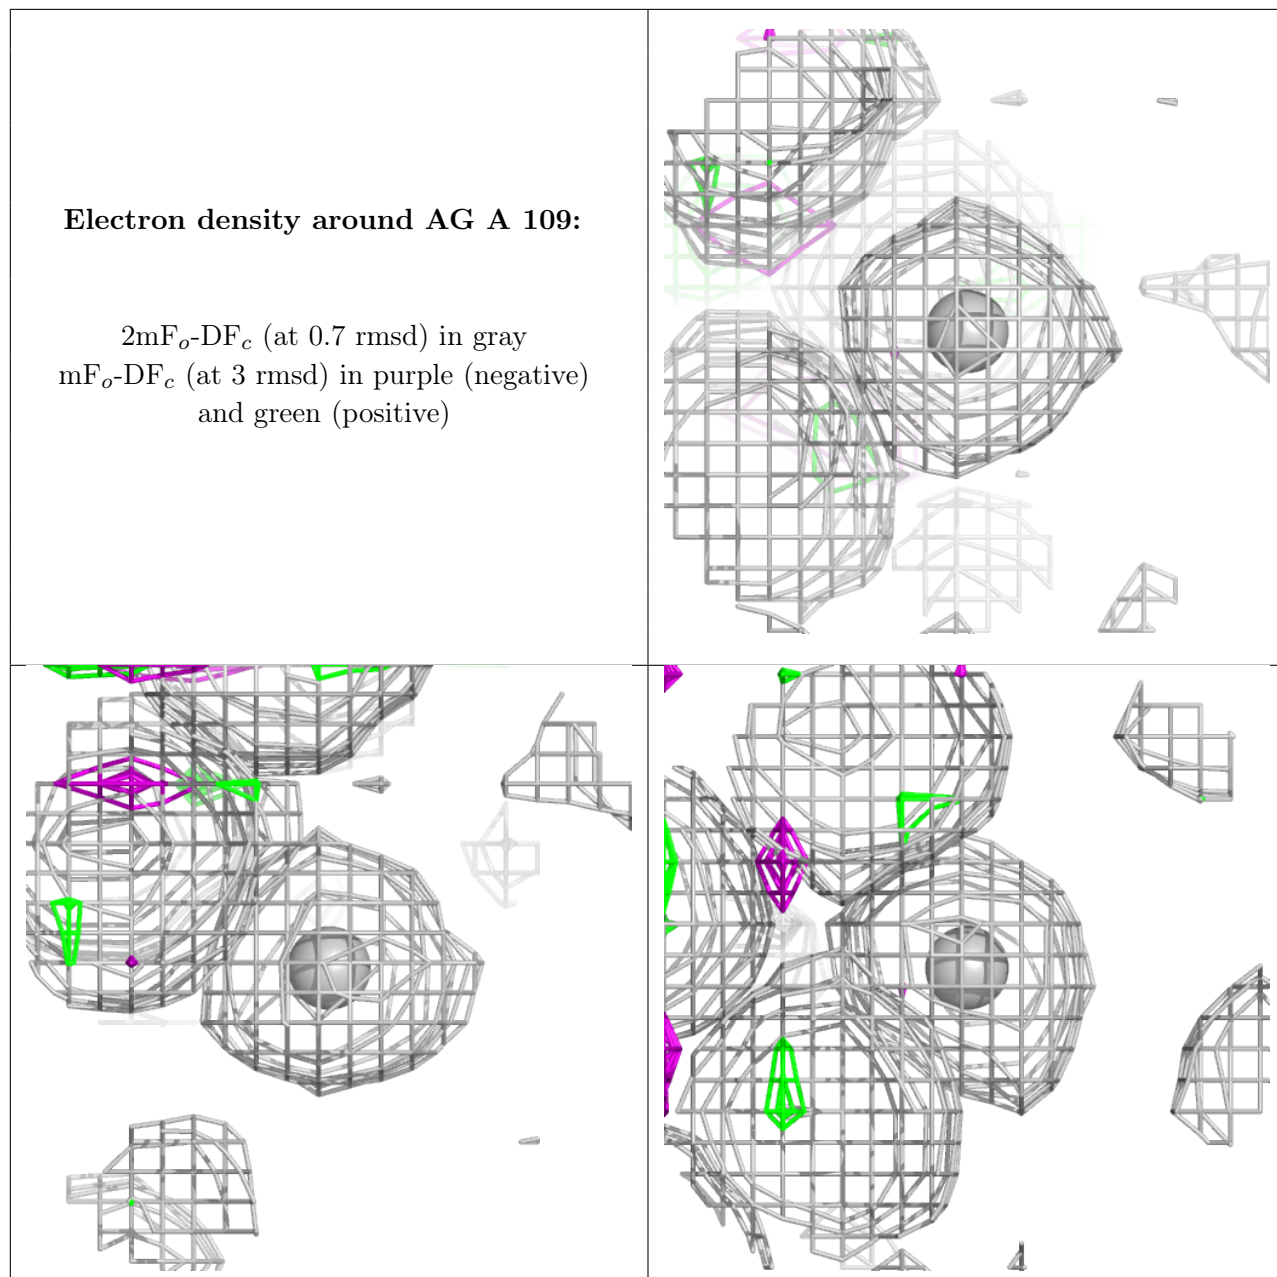 Electron density around AG A 109:
2mFo-DFc (at 0.7 rmsd) in gray
mFo-DFc (at 3 rmsd) in purple (negative)
and green (positive)